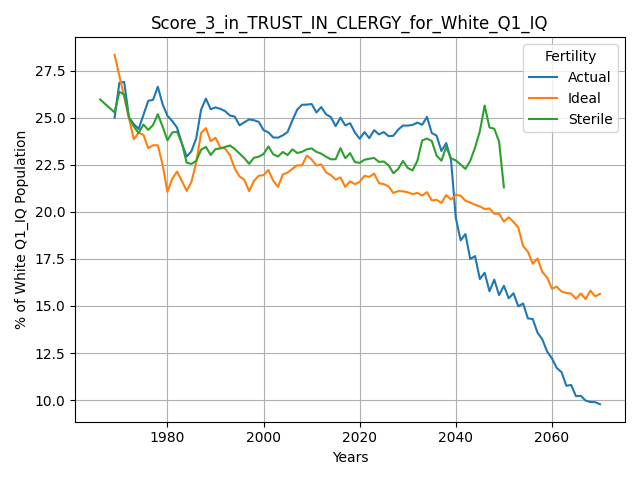 Score_3_in_TRUST_IN_CLERGY_for_White_Q1_IQ
Fertility
Actual
Ideal
Sterile
% of White Q1_IQ Population
27.5
25.0
22.5
20.0
17.5
15.0
12.5
10.0
1980 2000 2020 2040 2060
Years